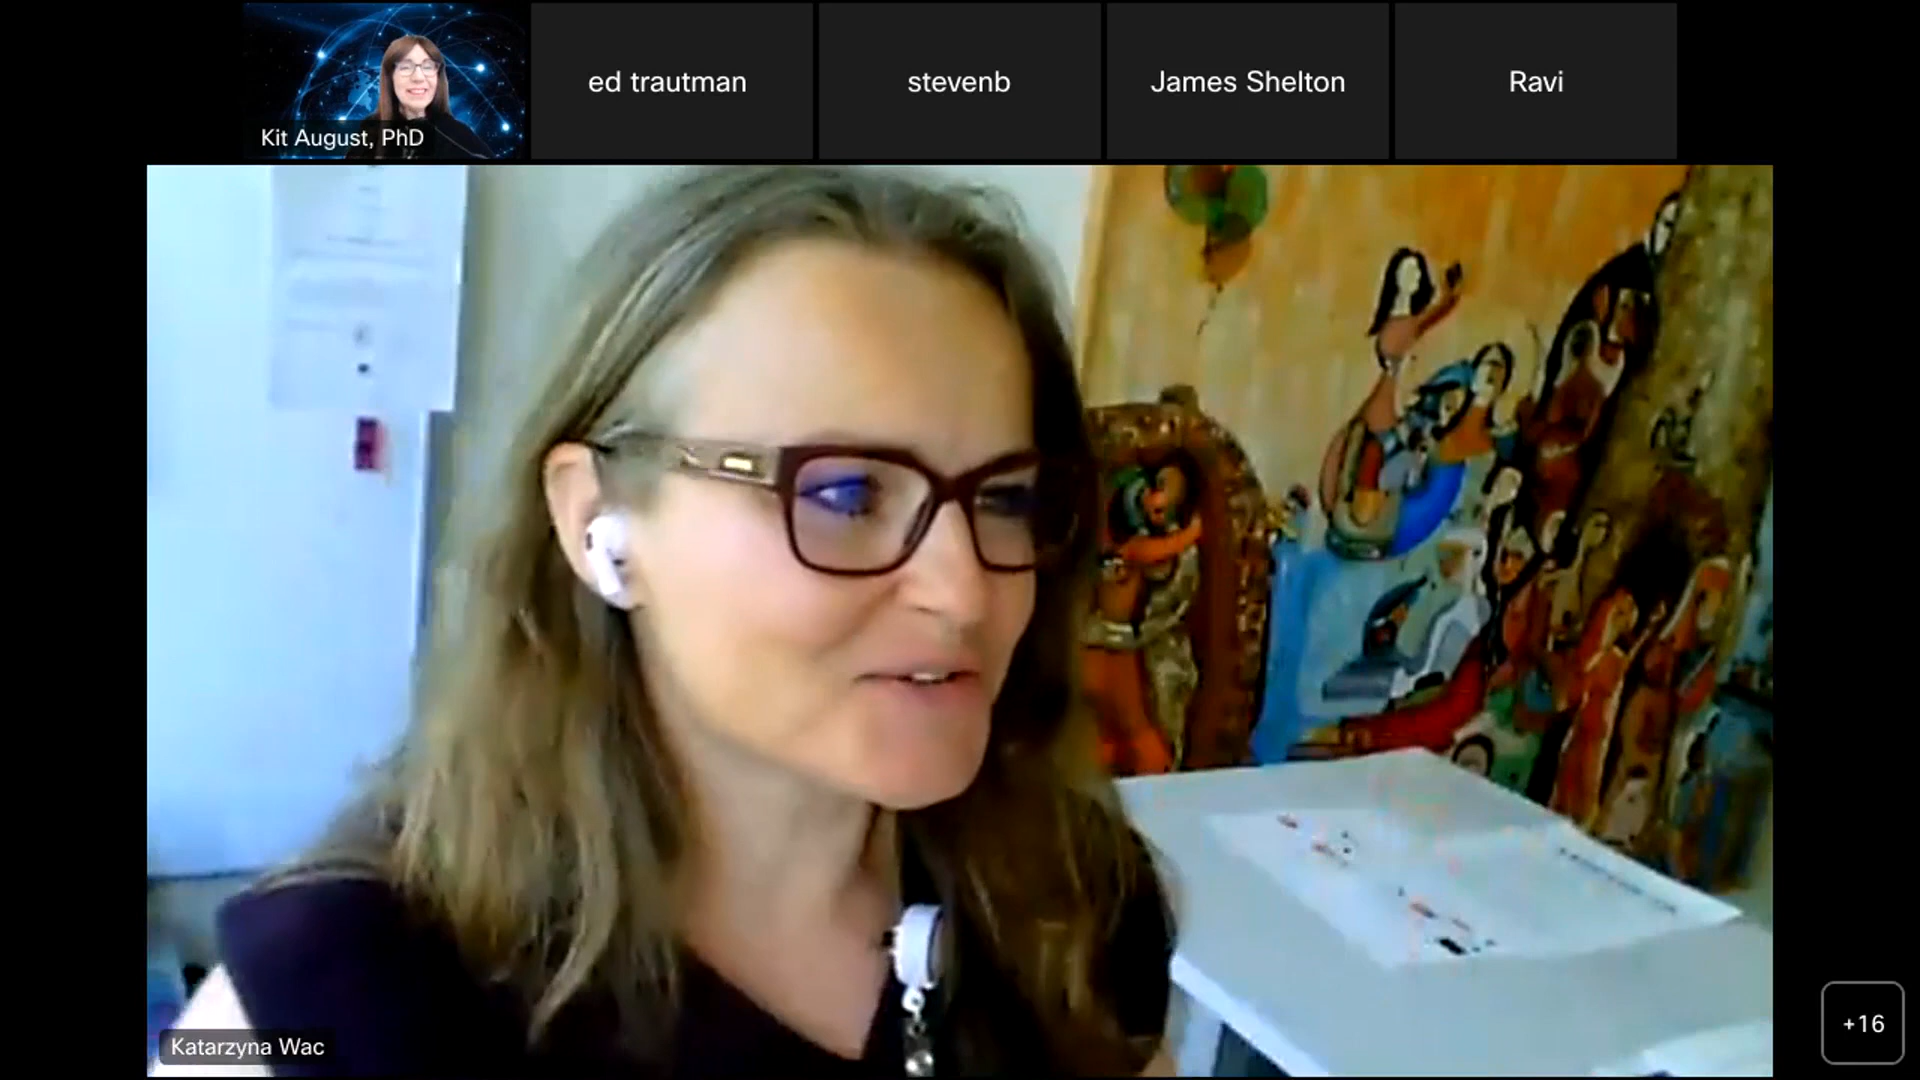 Kit August, PhD
ed trautman
stevenb
James Shelton
Ravi
Katarzyna Wac
+16